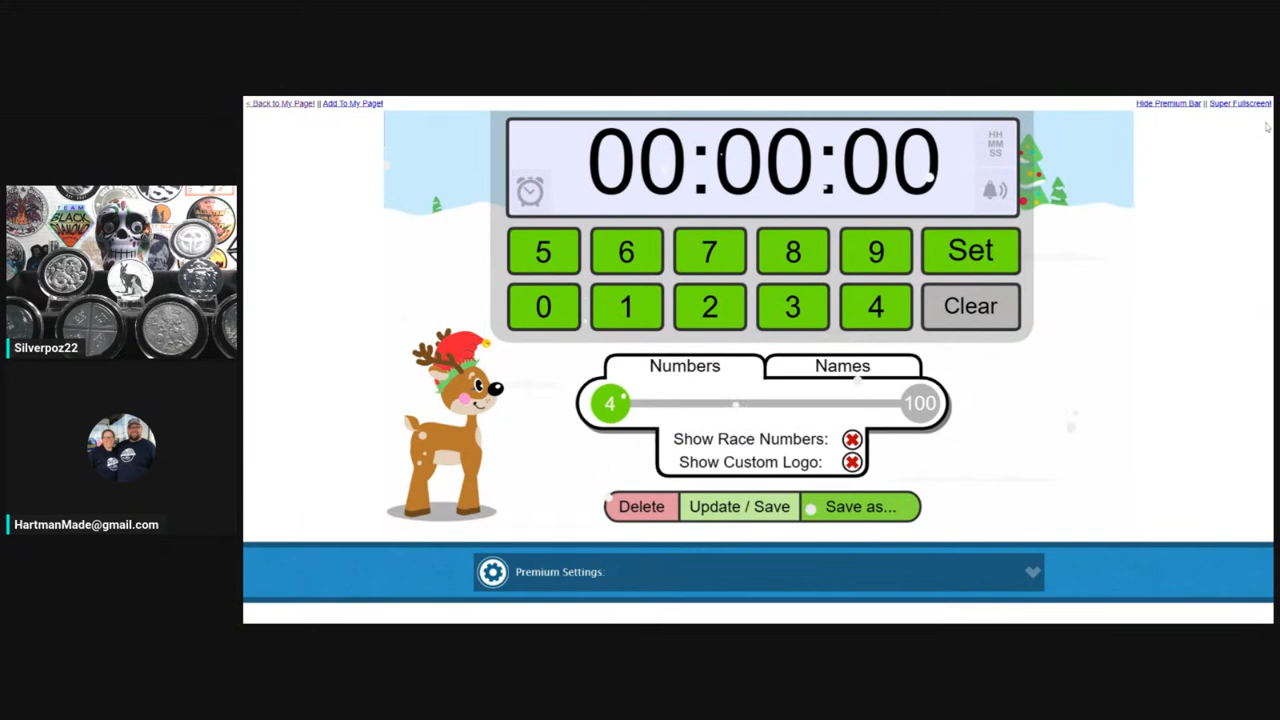 < Back to My Page! || Add To My Page!
Hide Premium Bar || Super Fullscreen!
00:00:00
HH
MM
SS
5 6 7 8 9 Set
0 1 2 3 4 Clear
Numbers Names
4 100
Show Race Numbers:
Show Custom Logo:
Delete Update / Save Save as...
Premium Settings:
TEAM
BLACK
Silverpoz22
HartmanMade@gmail.com